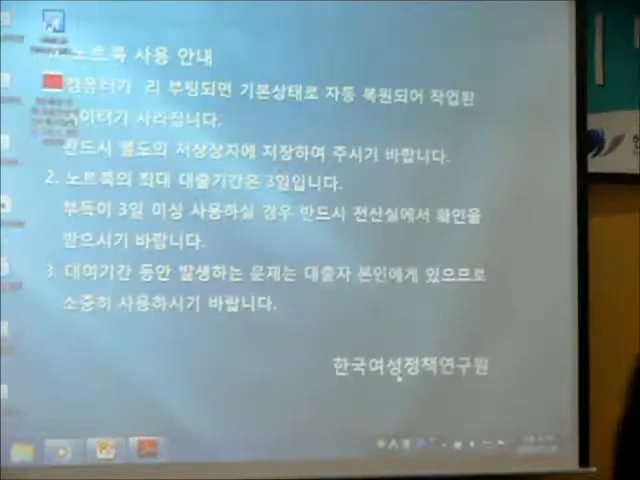 노트북 사용 안내
컴퓨터가 리 부팅되면 기본상태로 자동 복원되어 작업된
사라집니다.
반드시 별도의 저장상자에 저장하여 주시기 바랍니다.
2. 노트북의 최대 대출기간은 3일입니다.
부득이 3일 이상 사용하실 경우 반드시 전산실에서 확인을
받으시기 바랍니다.
3. 대여기간 동안 발생하는 문제는 대출자 본인에게 있으므로
소중히 사용하시기 바랍니다.
한국여성정책연구원